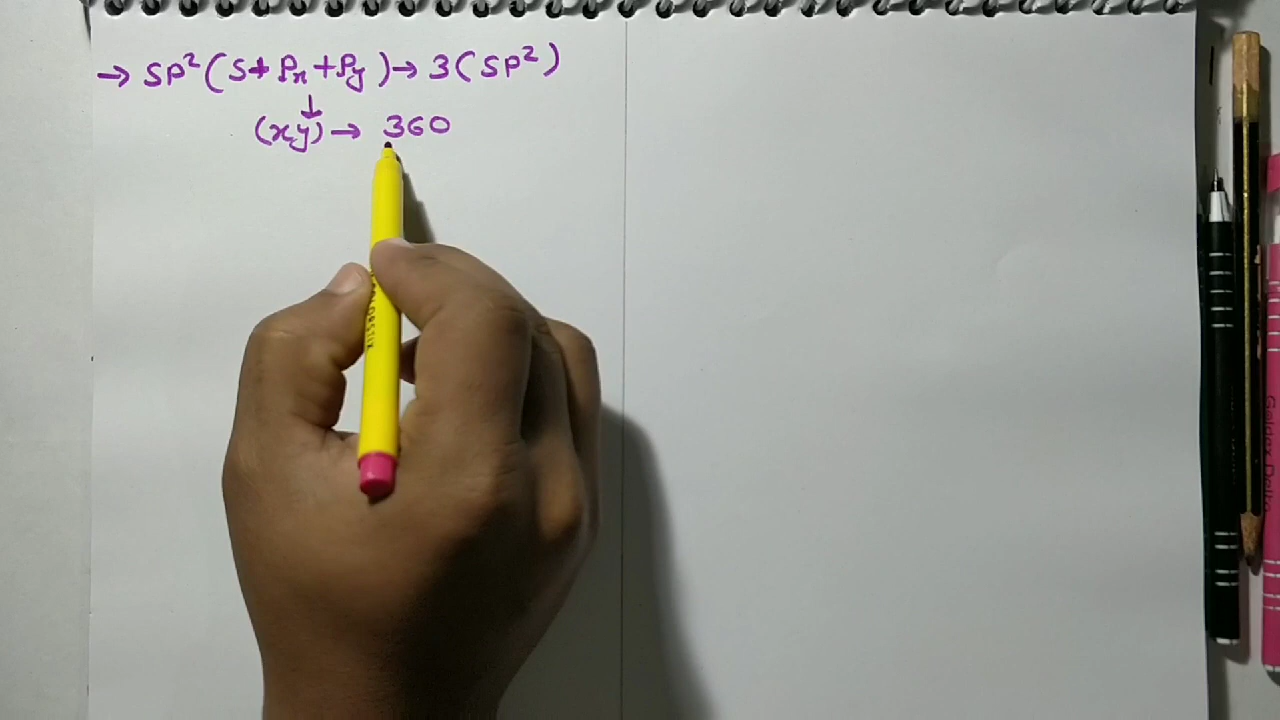 → SP²(S+Px+Py)→ 3(SP²)
↓
(x,y) → 360